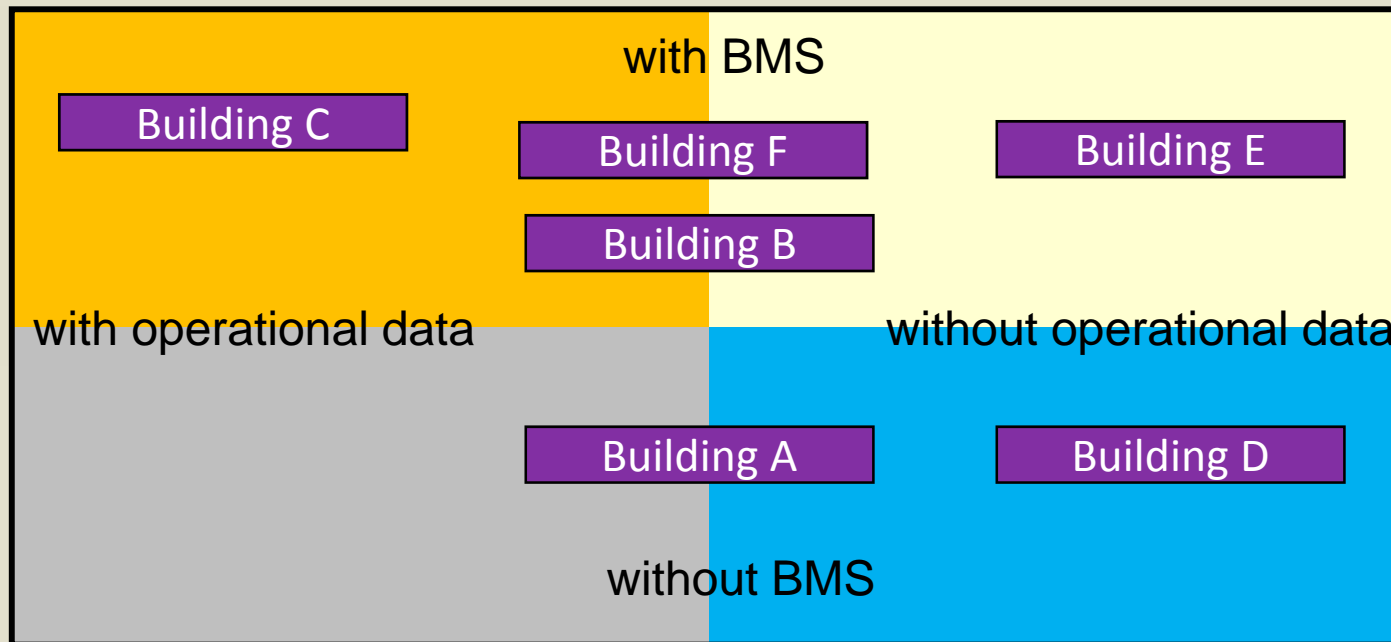 with BMS
Building C
Building F
Building E
Building B
with operational data
without operational data
Building A
Building D
without BMS